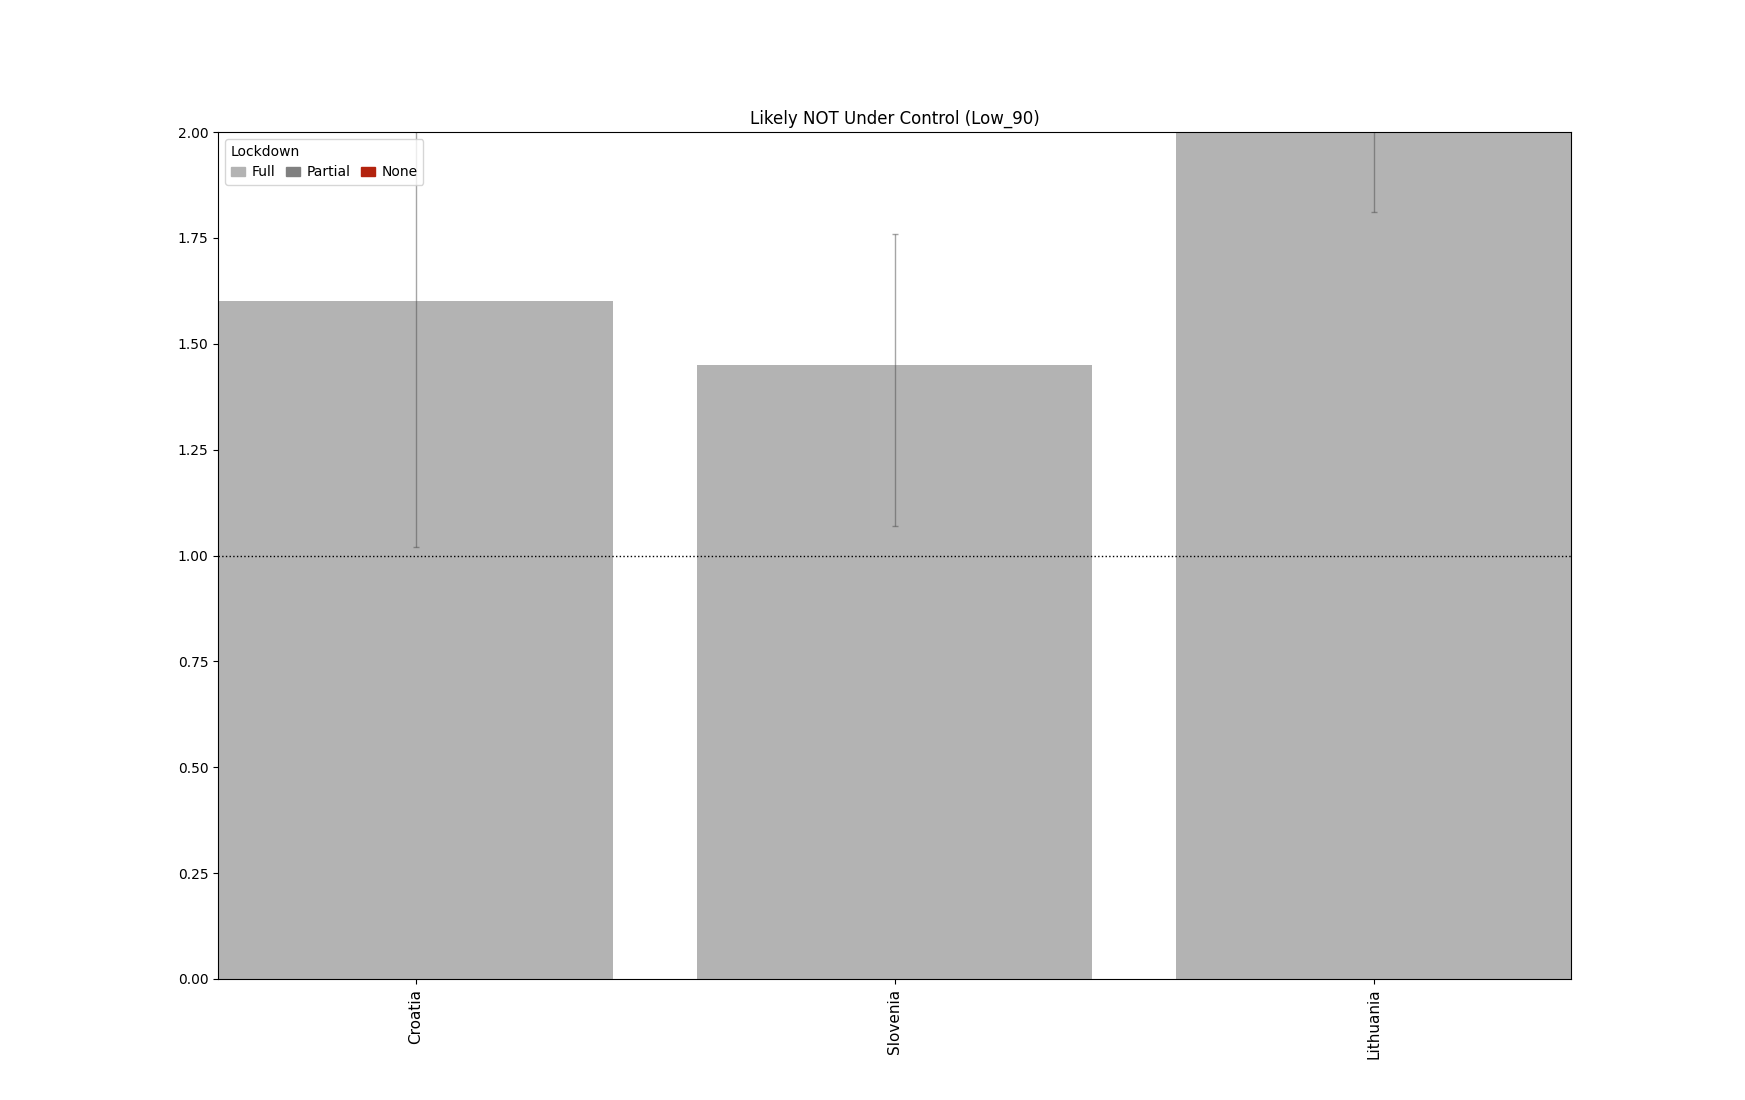 Likely NOT Under Control (Low_90)
Lockdown
Full Partial None
2.00
1.75
1.50
1.25
1.00
0.75
0.50
0.25
0.00
Croatia
Slovenia
Lithuania